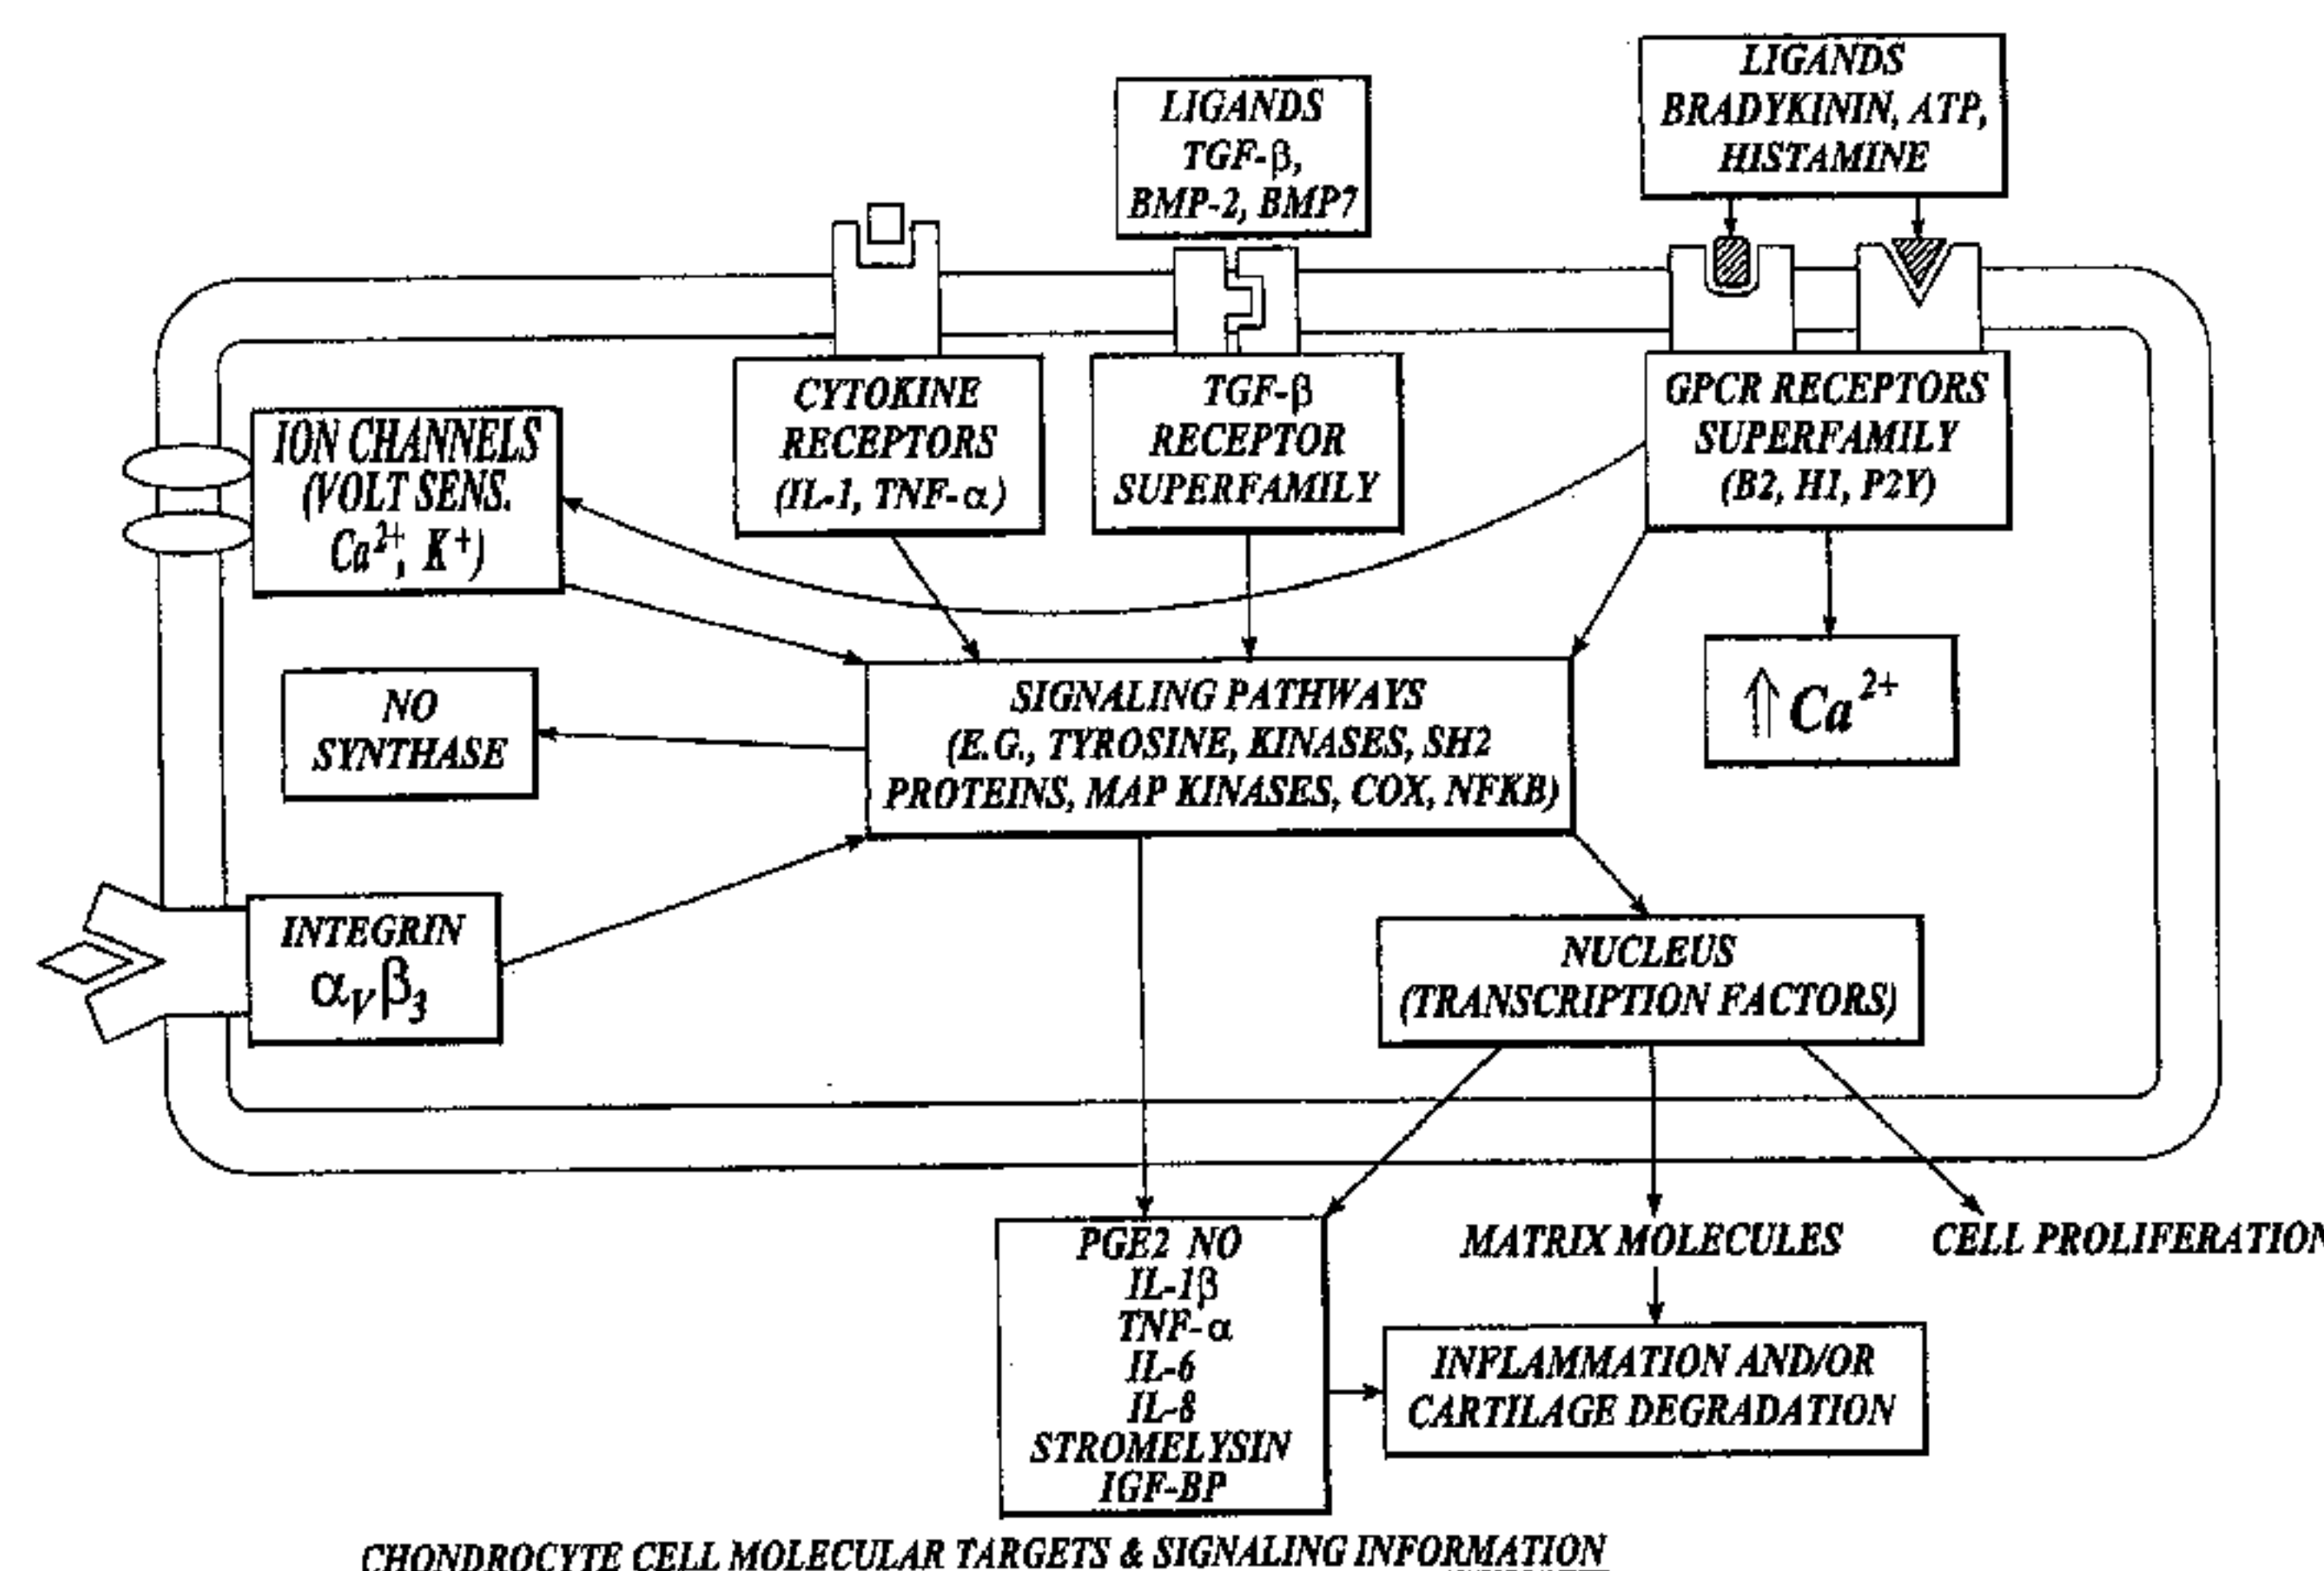 LIGANDS
BRADYKININ, ATP,
HISTAMINE
LIGANDS
TGF-β,
BMP-2, BMP7
CYTOKINE
RECEPTORS
(IL-1, TNF-α)
TGF-β
RECEPTOR
SUPERFAMILY
GPCR RECEPTORS
SUPERFAMILY
(B2, H1, P2Y)
ION CHANNELS
(VOLT SENS.
Ca²⁺, K⁺)
NO
SYNTHASE
SIGNALING PATHWAYS
(E.G., TYROSINE, KINASES, SH2
PROTEINS, MAP KINASES, COX, NFKB)
⇑Ca²⁺
INTEGRIN
αVβ3
NUCLEUS
(TRANSCRIPTION FACTORS)
PGE2 NO
IL-1β
TNF-α
IL-6
IL-8
STROMELYSIN
IGF-BP
MATRIX MOLECULES
CELL PROLIFERATION
INFLAMMATION AND/OR
CARTILAGE DEGRADATION
CHONDROCYTE CELL MOLECULAR TARGETS & SIGNALING INFORMATION